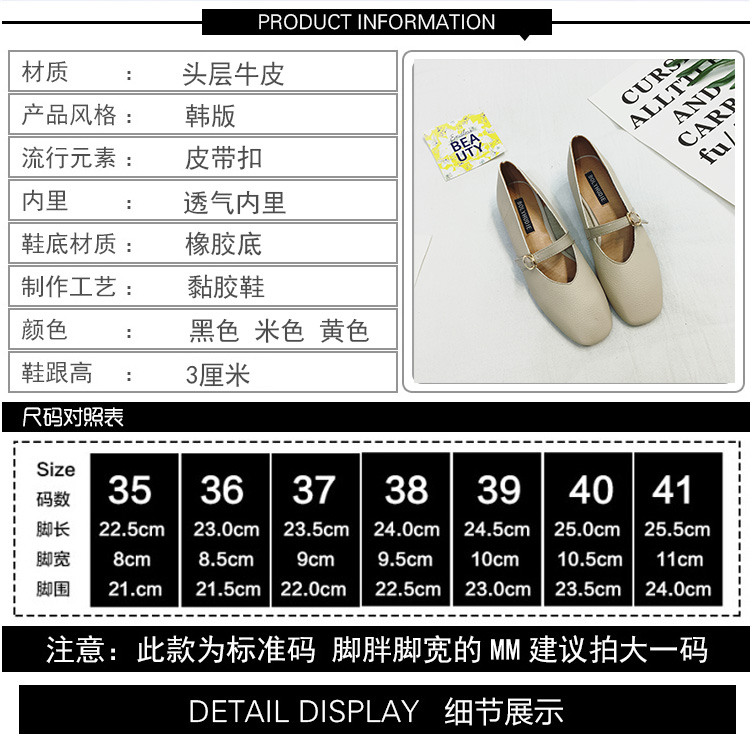 PRODUCT INFORMATION
材质 : 头层牛皮
产品风格 : 韩版
流行元素 : 皮带扣
内里 : 透气内里
鞋底材质 : 橡胶底
制作工艺 : 黏胶鞋
颜色 : 黑色 米色 黄色
鞋跟高 : 3厘米
BEA
UTY
CURS
ALLTTI
AND
CARR
fu/
尺码对照表
Size
码数 35 36 37 38 39 40 41
脚长 22.5cm 23.0cm 23.5cm 24.0cm 24.5cm 25.0cm 25.5cm
脚宽 8cm 8.5cm 9cm 9.5cm 10cm 10.5cm 11cm
脚围 21.cm 21.5cm 22.0cm 22.5cm 23.0cm 23.5cm 24.0cm
注意：此款为标准码 脚胖脚宽的MM建议拍大一码
DETAIL DISPLAY 细节展示